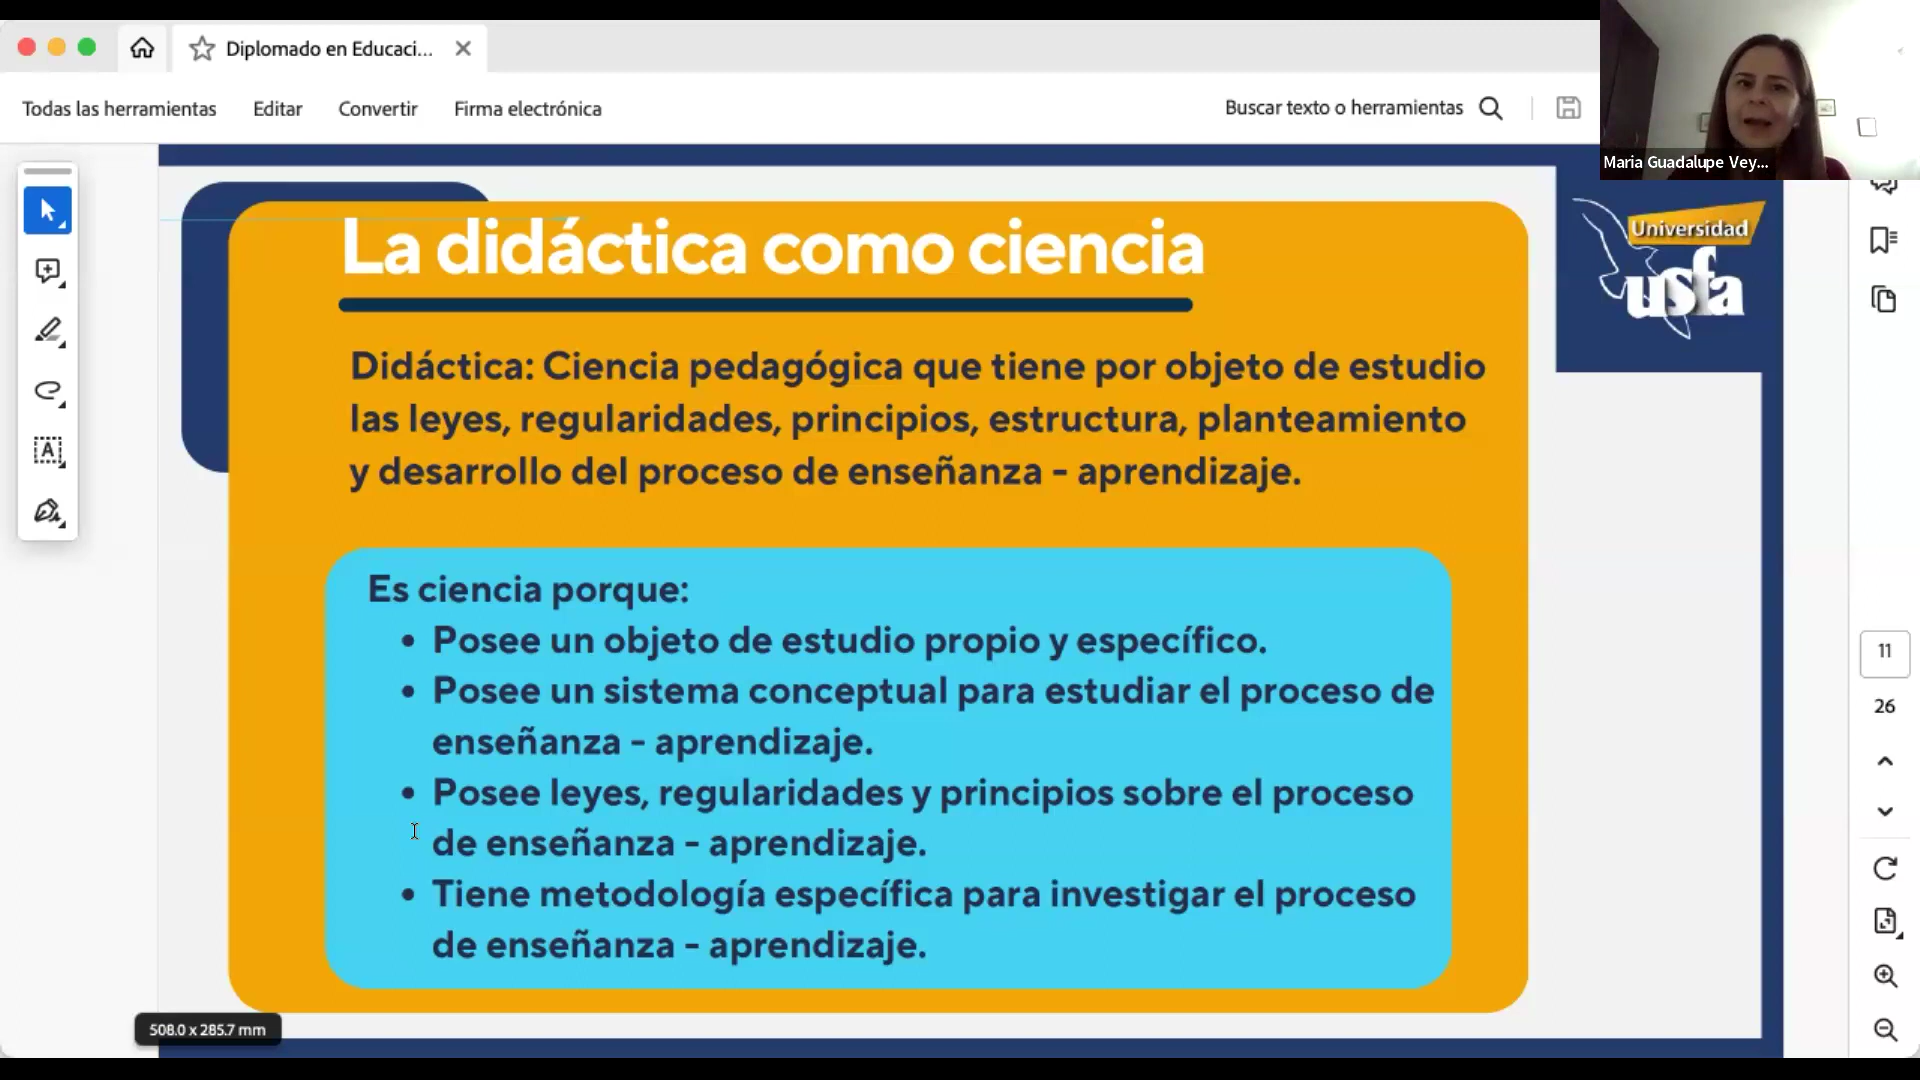 Diplomado en Educaci...
Todas las herramientas
Editar
Convertir
Firma electrónica
Buscar texto o herramientas
Maria Guadalupe Vey...
Universidad
usfa
La didáctica como ciencia
Didáctica: Ciencia pedagógica que tiene por objeto de estudio
las leyes, regularidades, principios, estructura, planteamiento
y desarrollo del proceso de enseñanza - aprendizaje.
Es ciencia porque:
• Posee un objeto de estudio propio y específico.
• Posee un sistema conceptual para estudiar el proceso de
enseñanza - aprendizaje.
• Posee leyes, regularidades y principios sobre el proceso
de enseñanza - aprendizaje.
• Tiene metodología específica para investigar el proceso
de enseñanza - aprendizaje.
11
26
508.0 x 285.7 mm